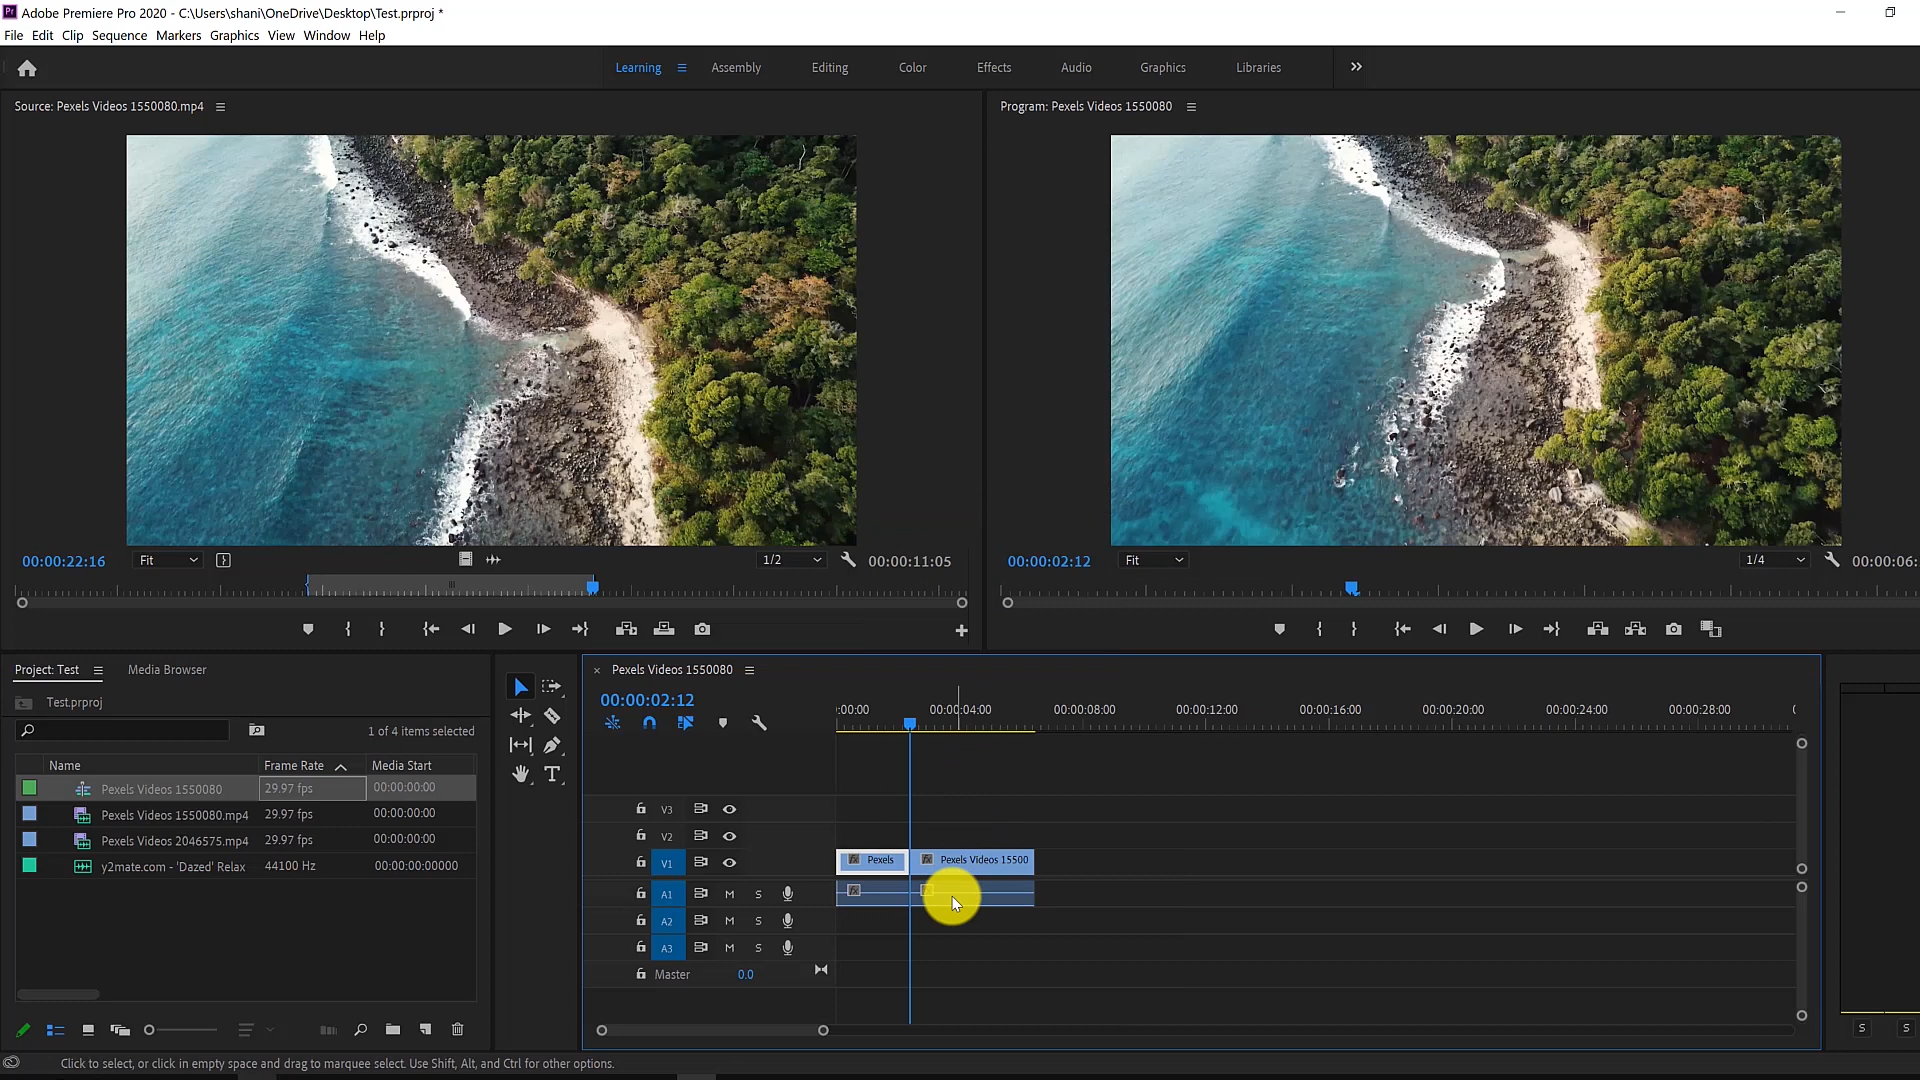 Pr Adobe Premiere Pro 2020 - C:\Users\shani\OneDrive\Desktop\Test.prproj *
File Edit Clip Sequence Markers Graphics View Window Help
Learning Assembly Editing Color Effects Audio Graphics Libraries
Source: Pexels Videos 1550080.mp4
Program: Pexels Videos 1550080
00:00:22:16 Fit 1/2 00:00:11:05
00:00:02:12 Fit 1/4 00:00:06:
Project: Test Media Browser
Test.prproj
1 of 4 items selected
Name Frame Rate Media Start
Pexels Videos 1550080 29.97 fps 00:00:00:00
Pexels Videos 1550080.mp4 29.97 fps 00:00:00:00
Pexels Videos 2046575.mp4 29.97 fps 00:00:00:00
y2mate.com - 'Dazed' Relax 44100 Hz 00:00:00:00000
Pexels Videos 1550080
00:00:02:12
:00:00 00:00:04:00 00:00:08:00 00:00:12:00 00:00:16:00 00:00:20:00 00:00:24:00 00:00:28:00
V3
V2
V1 fx Pexels fx Pexels Videos 15500
A1 M S fx
A2 M S
A3 M S
Master 0.0
S S
Click to select, or click in empty space and drag to marquee select. Use Shift, Alt, and Ctrl for other options.